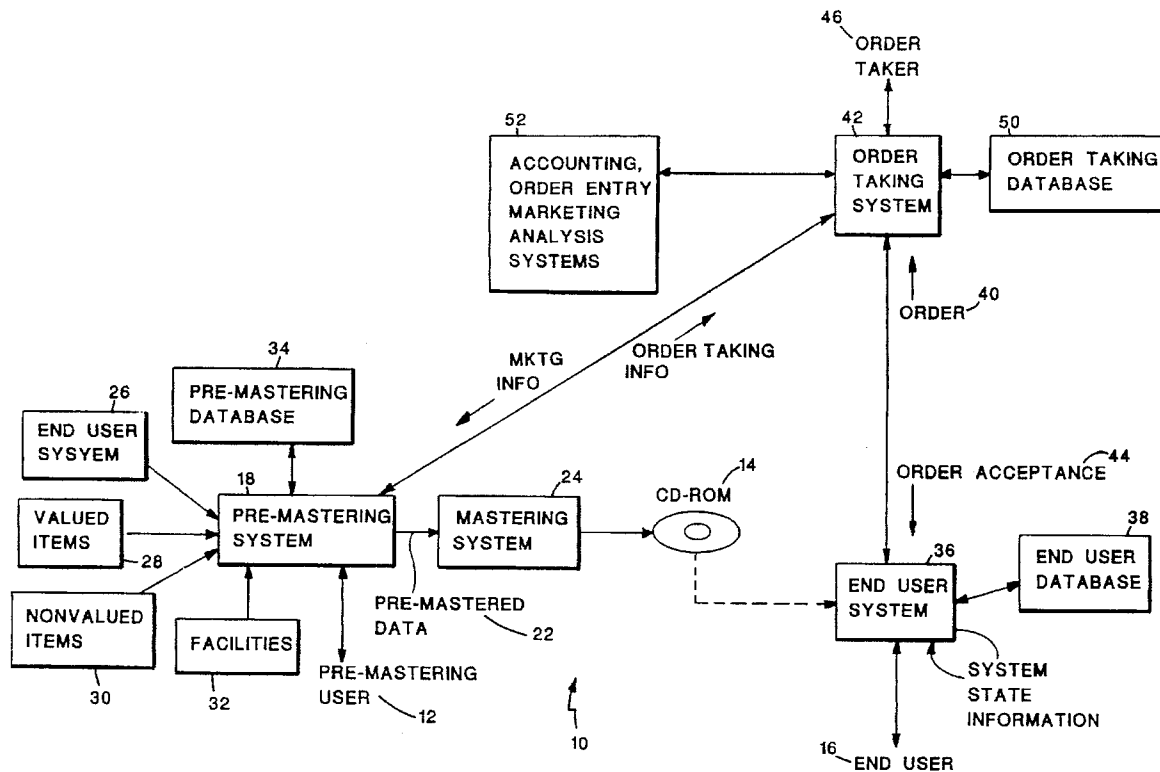 46
ORDER
TAKER
52
ACCOUNTING,
ORDER ENTRY
MARKETING
ANALYSIS
SYSTEMS
42
ORDER
TAKING
SYSTEM
50
ORDER TAKING
DATABASE
ORDER 40
MKTG
INFO
ORDER TAKING
INFO
34
PRE-MASTERING
DATABASE
26
END USER
SYSYEM
VALUED
ITEMS
28
NONVALUED
ITEMS
30
FACILITIES
32
18
PRE-MASTERING
SYSTEM
PRE-MASTERING
USER
12
PRE-MASTERED
DATA
22
24
MASTERING
SYSTEM
CD-ROM
14
ORDER ACCEPTANCE 44
36
END USER
SYSTEM
38
END USER
DATABASE
SYSTEM
STATE
INFORMATION
10
16 END USER